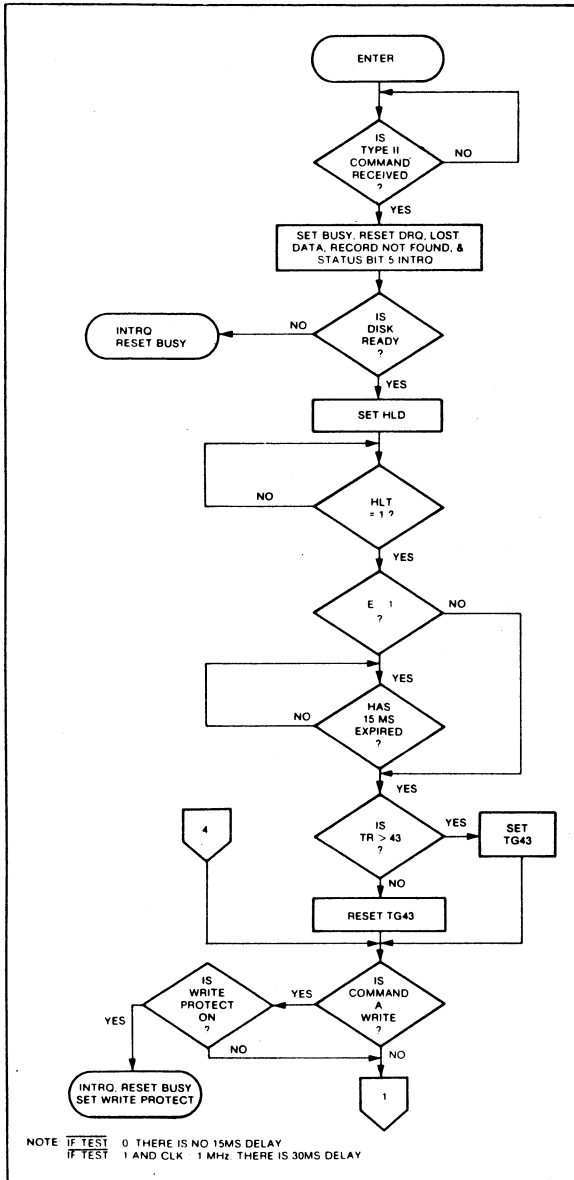 ENTER
IS
TYPE II
COMMAND
RECEIVED
?
NO
YES
SET BUSY, RESET DRQ, LOST
DATA, RECORD NOT FOUND, &
STATUS BIT 5 INTRQ
IS
DISK
READY
?
NO
INTRQ
RESET BUSY
YES
SET HLD
HLT
= 1 ?
NO
YES
E 1
?
NO
YES
HAS
15 MS
EXPIRED
?
NO
YES
4
IS
TR > 43
?
YES
SET
TG43
NO
RESET TG43
IS
COMMAND
A
WRITE
?
YES
IS
WRITE
PROTECT
ON
?
YES
NO
NO
INTRQ, RESET BUSY
SET WRITE PROTECT
1
NOTE IF TEST 0 THERE IS NO 15MS DELAY
IF TEST 1 AND CLK 1 MHz. THERE IS 30MS DELAY